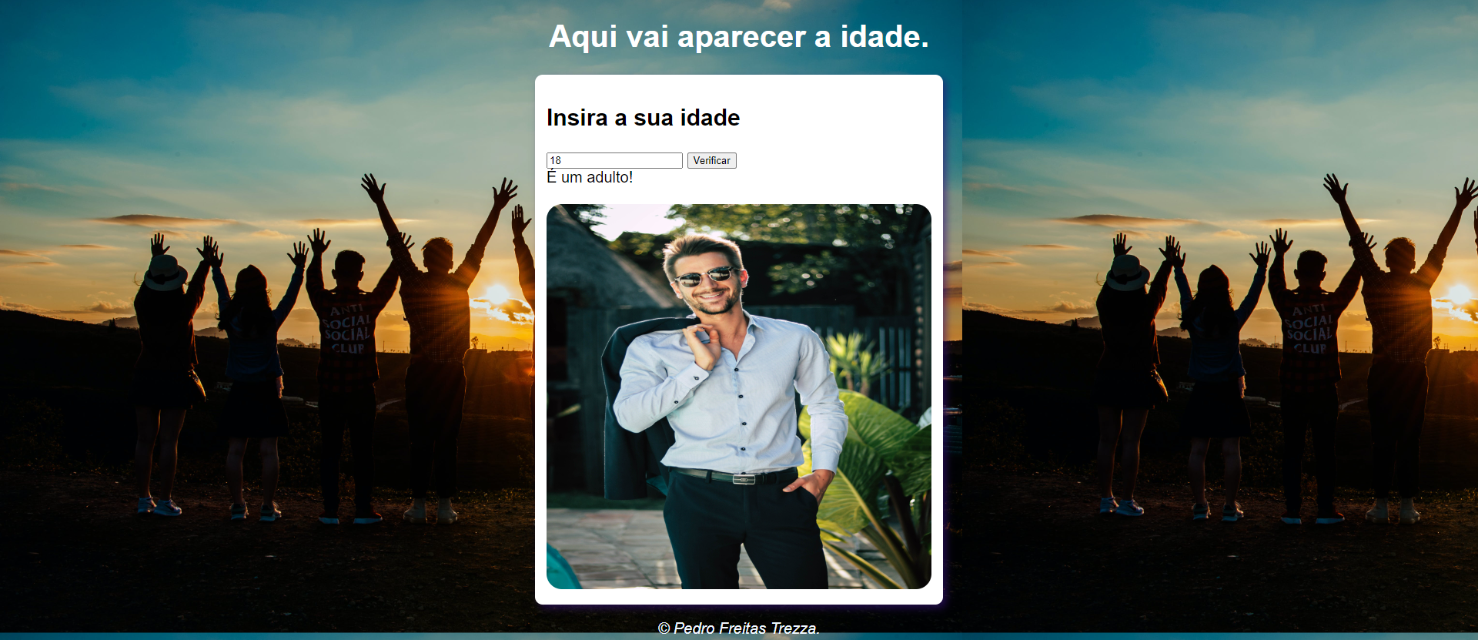 Aqui vai aparecer a idade.
Insira a sua idade
18 Verificar
É um adulto!
ANTI
SOCIAL
SOCIAL
CLUB
ANTI
SOCIAL
SOCIAL
CLUB
© Pedro Freitas Trezza.